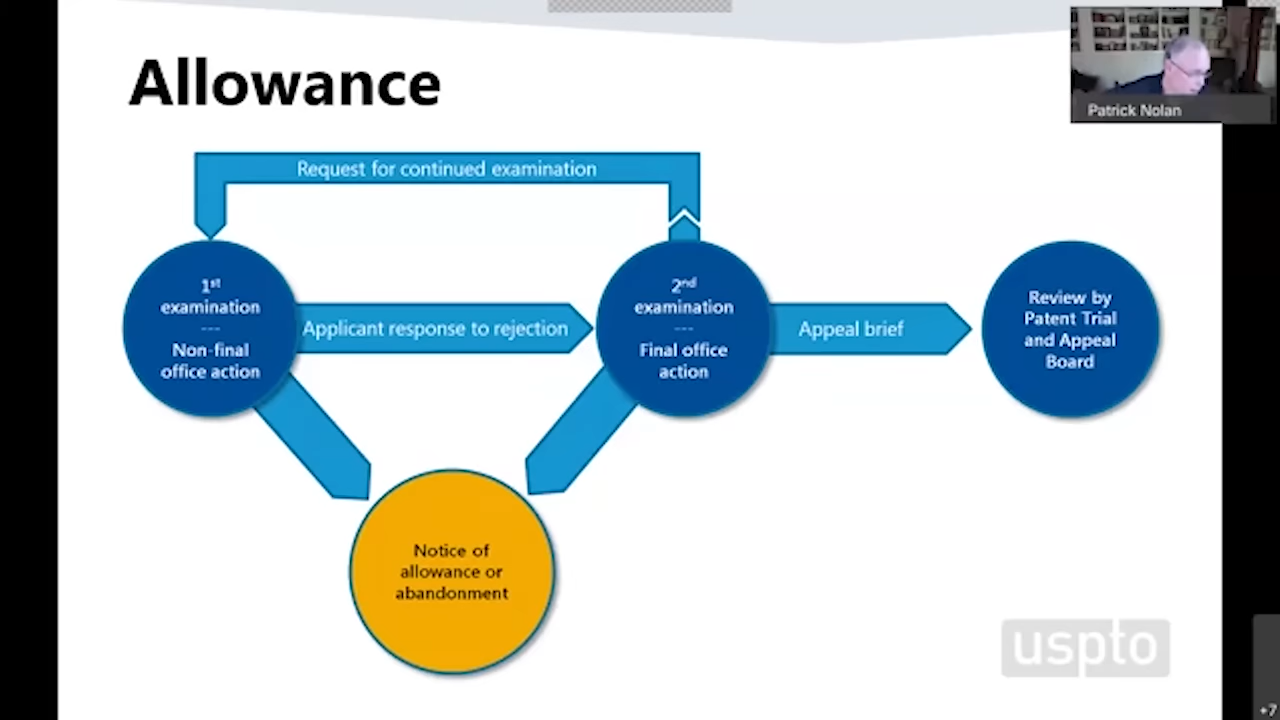 Allowance
Patrick Nolan
Request for continued examination
1st
examination
---
Non-final
office action
Applicant response to rejection
2nd
examination
---
Final office
action
Appeal brief
Review by
Patent Trial
and Appeal
Board
Notice of
allowance or
abandonment
uspto
+7